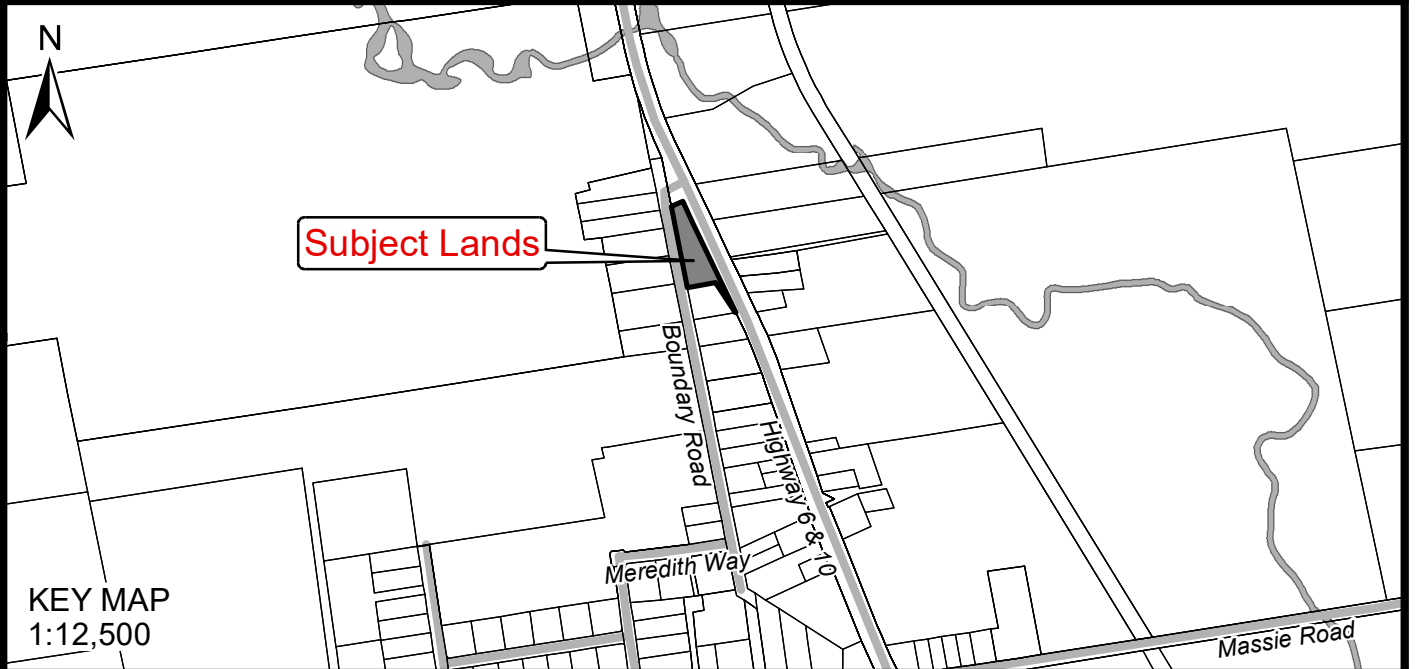 N
Subject Lands
Boundary Road
Highway 6 & 10
Meredith Way
KEY MAP
1:12,500
Massie Road